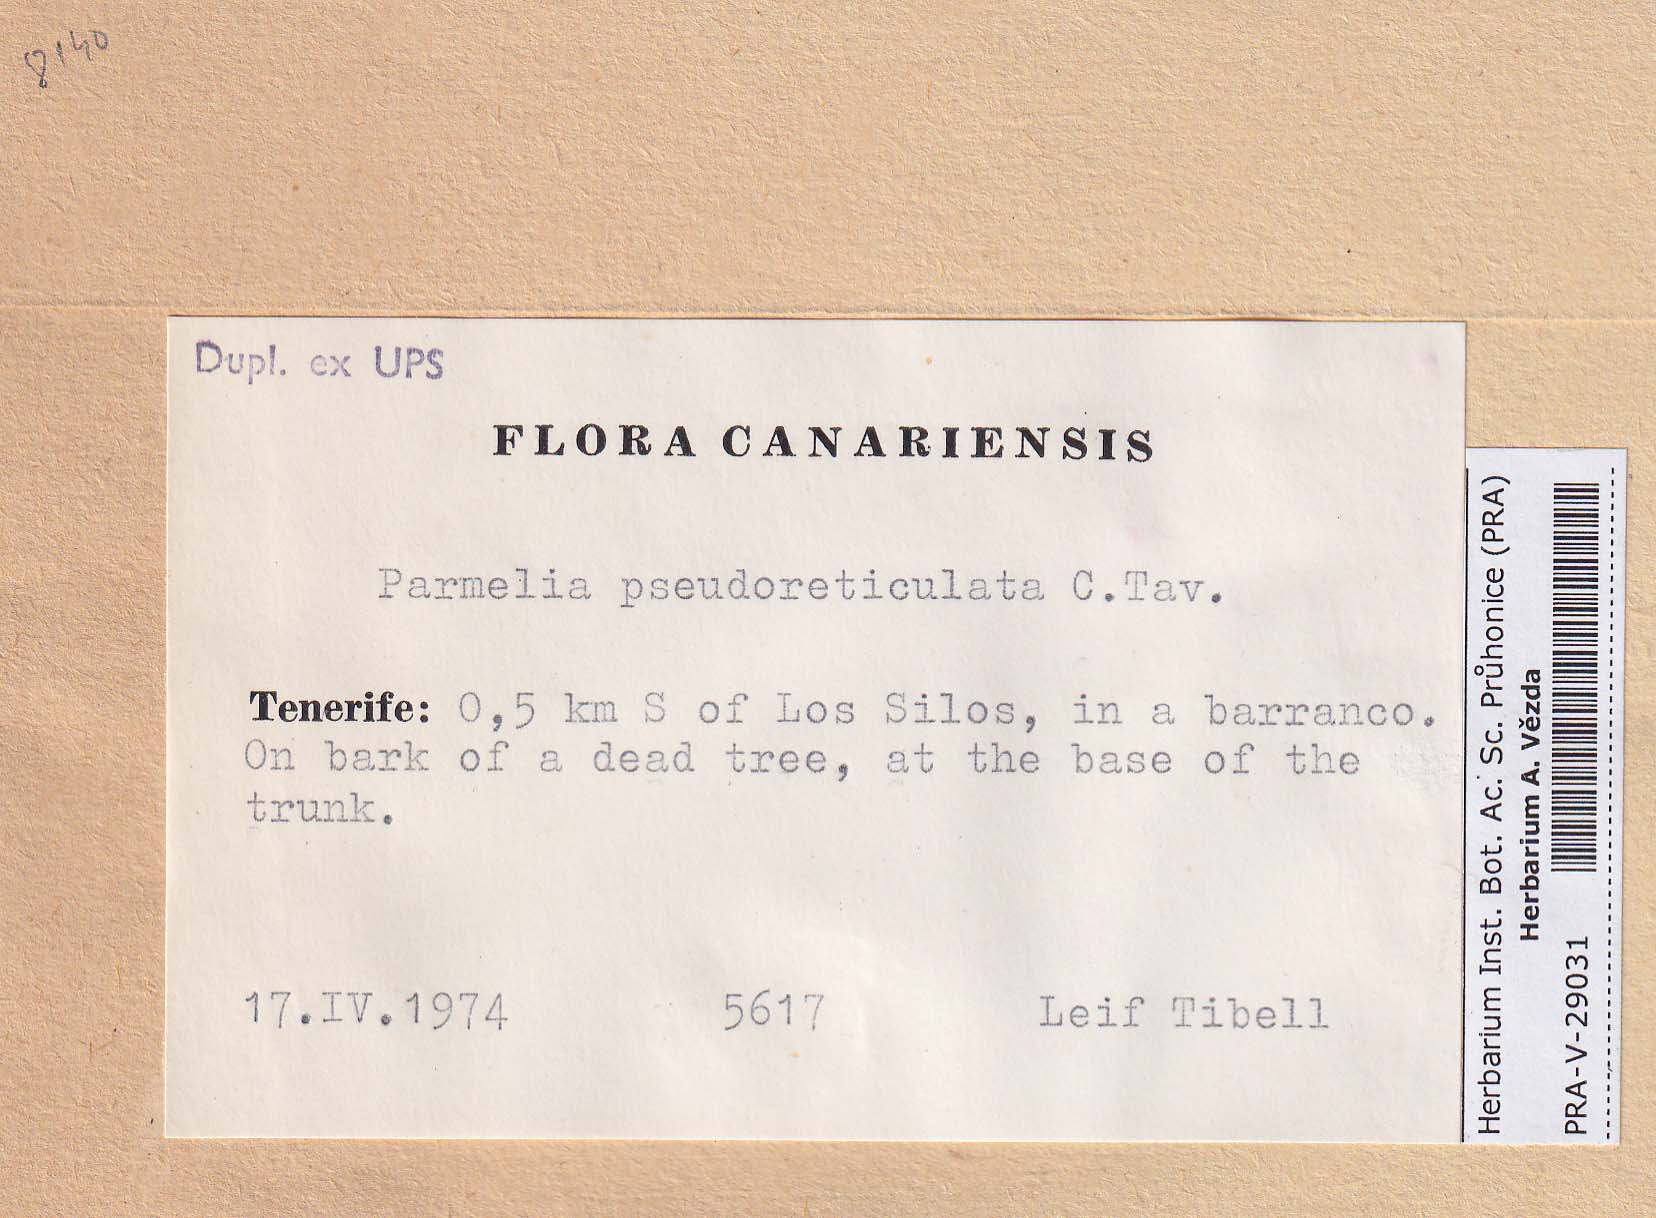 8140
Dupl. ex UPS
FLORA CANARIENSIS
Parmelia pseudoreticulata C.Tav.
Tenerife: 0,5 km S of Los Silos, in a barranco.
On bark of a dead tree, at the base of the
trunk.
17.IV.1974 5617 Leif Tibell
Herbarium Inst. Bot. Ac. Sc. Průhonice (PRA)
Herbarium A. Vězda
PRA-V-29031